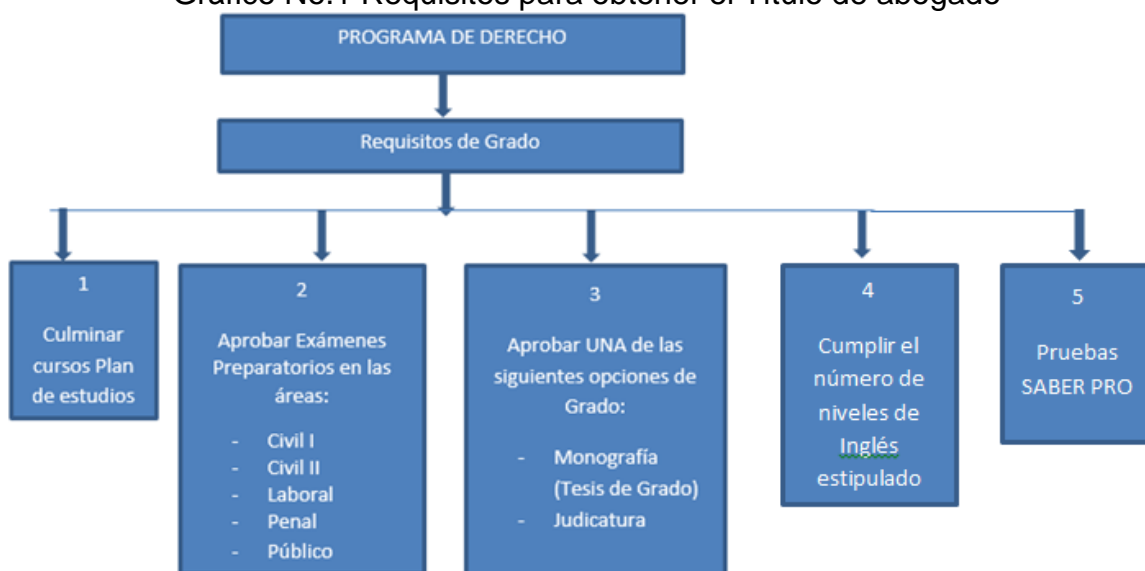 Gráfico No.1 Requisitos para obtener el Título de abogado
PROGRAMA DE DERECHO
Requisitos de Grado
1
Culminar
cursos Plan
de estudios
2
Aprobar Exámenes
Preparatorios en las
áreas:
- Civil I
- Civil II
- Laboral
- Penal
- Público
3
Aprobar UNA de las
siguientes opciones de
Grado:
- Monografía
(Tesis de Grado)
- Judicatura
4
Cumplir el
número de
niveles de
Inglés
estipulado
5
Pruebas
SABER PRO